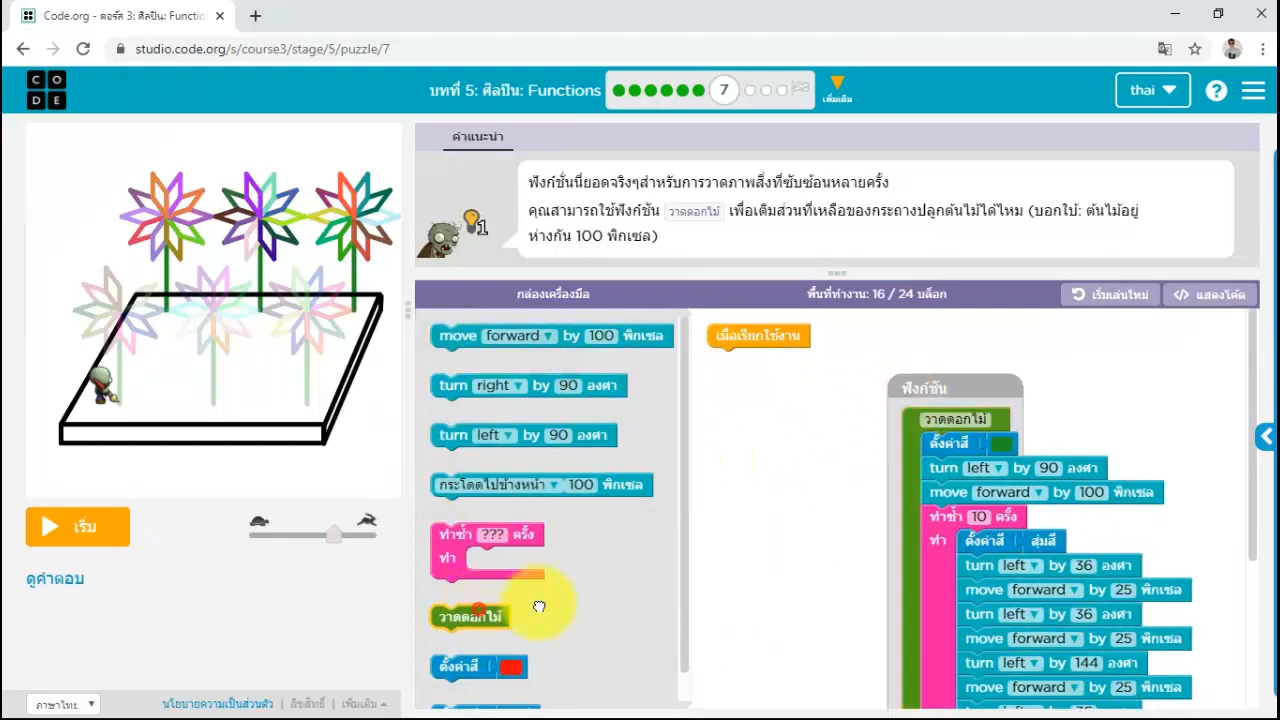 Code.org - คอร์ส 3: ศิลปิน: Functio
studio.code.org/s/course3/stage/5/puzzle/7
C O
D E
บทที่ 5: ศิลปิน: Functions
7
เพิ่มเติม
thai
?
คำแนะนำ
1
ฟังก์ชั่นนี่ยอดจริงๆสำหรับการวาดภาพสิ่งที่ซับซ้อนหลายครั้ง
คุณสามารถใช้ฟังก์ชัน วาดดอกไม้ เพื่อเติมส่วนที่เหลือของกระถางปลูกต้นไม้ได้ไหม (บอกใบ้: ต้นไม้อยู่
ห่างกัน 100 พิกเซล)
กล่องเครื่องมือ
พื้นที่ทำงาน: 16 / 24 บล็อก
เริ่มเล่นใหม่
แสดงโค้ด
move forward by 100 พิกเซล
turn right by 90 องศา
turn left by 90 องศา
กระโดดไปข้างหน้า 100 พิกเซล
ทำซ้ำ ??? ครั้ง
ทำ
วาดดอกไม้
ตั้งค่าสี
เมื่อเรียกใช้งาน
ฟังก์ชัน
วาดดอกไม้
ตั้งค่าสี
turn left by 90 องศา
move forward by 100 พิกเซล
ทำซ้ำ 10 ครั้ง
ทำ ตั้งค่าสี สุ่มสี
turn left by 36 องศา
move forward by 25 พิกเซล
turn left by 36 องศา
move forward by 25 พิกเซล
turn left by 144 องศา
move forward by 25 พิกเซล
เริ่ม
ดูคำตอบ
ภาษาไทย
นโยบายความเป็นส่วนตัว
ลิขสิทธิ์
เพิ่มเติม